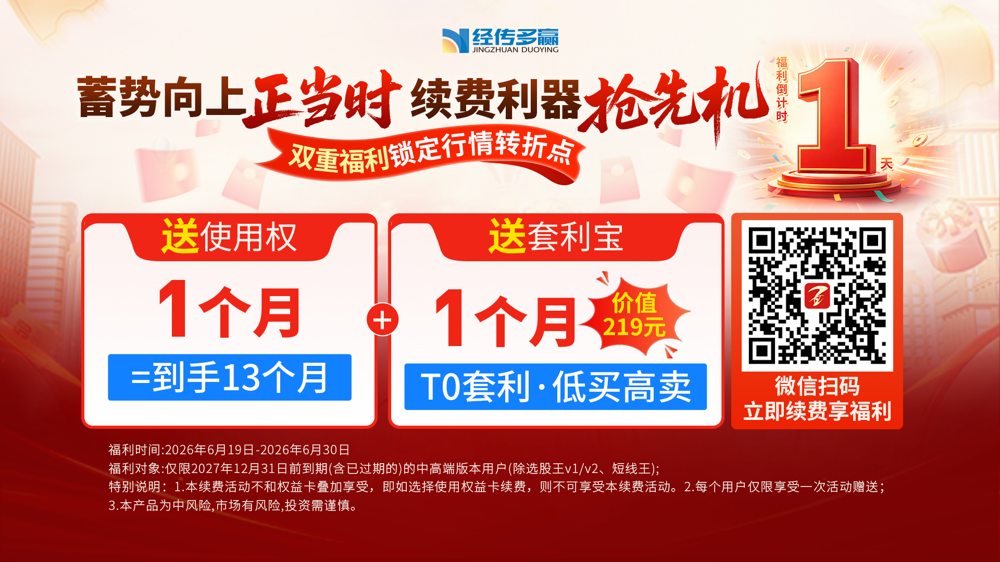 经传多赢
JINGZHUAN DUOYING
蓄势向上正当时 续费利器抢先机
福利倒计时
1
天
双重福利锁定行情转折点
送使用权
1个月
=到手13个月
+
送套利宝
1个月
价值
219元
T0套利·低买高卖
微信扫码
立即续费享福利
福利时间:2026年6月19日-2026年6月30日
福利对象:仅限2027年12月31日前到期(含已过期的)的中高端版本用户(除选股王v1/v2、短线王);
特别说明：1.本续费活动不和权益卡叠加享受，即如选择使用权益卡续费，则不可享受本续费活动。2.每个用户仅限享受一次活动赠送；
3.本产品为中风险,市场有风险,投资需谨慎。